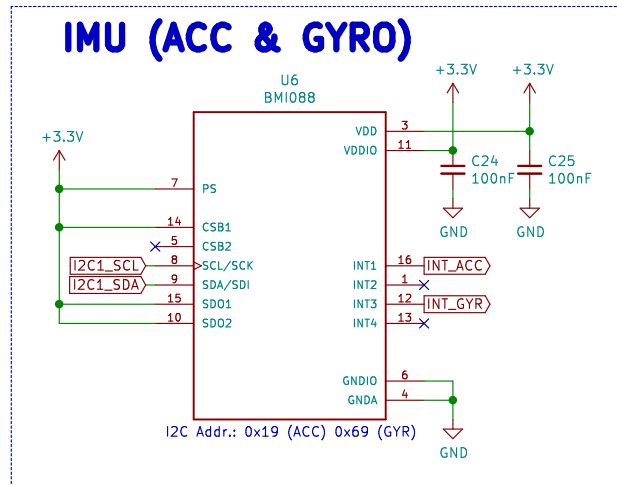 IMU (ACC & GYRO)
+3.3V
+3.3V
U6
BMI088
+3.3V
3
VDD
11
VDDIO
C24
100nF
C25
100nF
GND
GND
7
PS
14
CSB1
5
CSB2
I2C1_SCL
8
SCL/SCK
I2C1_SDA
9
SDA/SDI
15
SDO1
10
SDO2
INT1
16
INT_ACC
INT2
1
INT3
12
INT_GYR
INT4
13
GNDIO
6
GNDA
4
I2C Addr.: 0x19 (ACC) 0x69 (GYR)
GND